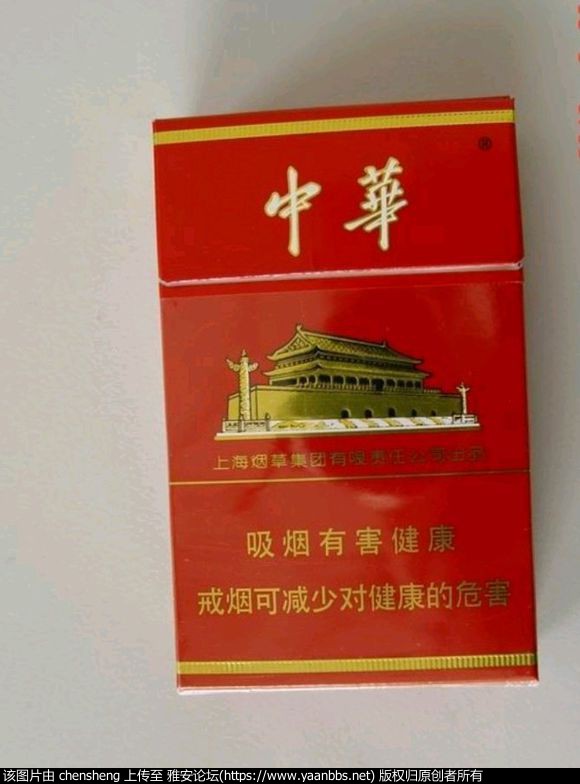 中華
®
上海烟草集团有限责任公司出品
吸烟有害健康
戒烟可减少对健康的危害
该图片由 chensheng 上传至 雅安论坛(https://www.yaanbbs.net) 版权归原创者所有